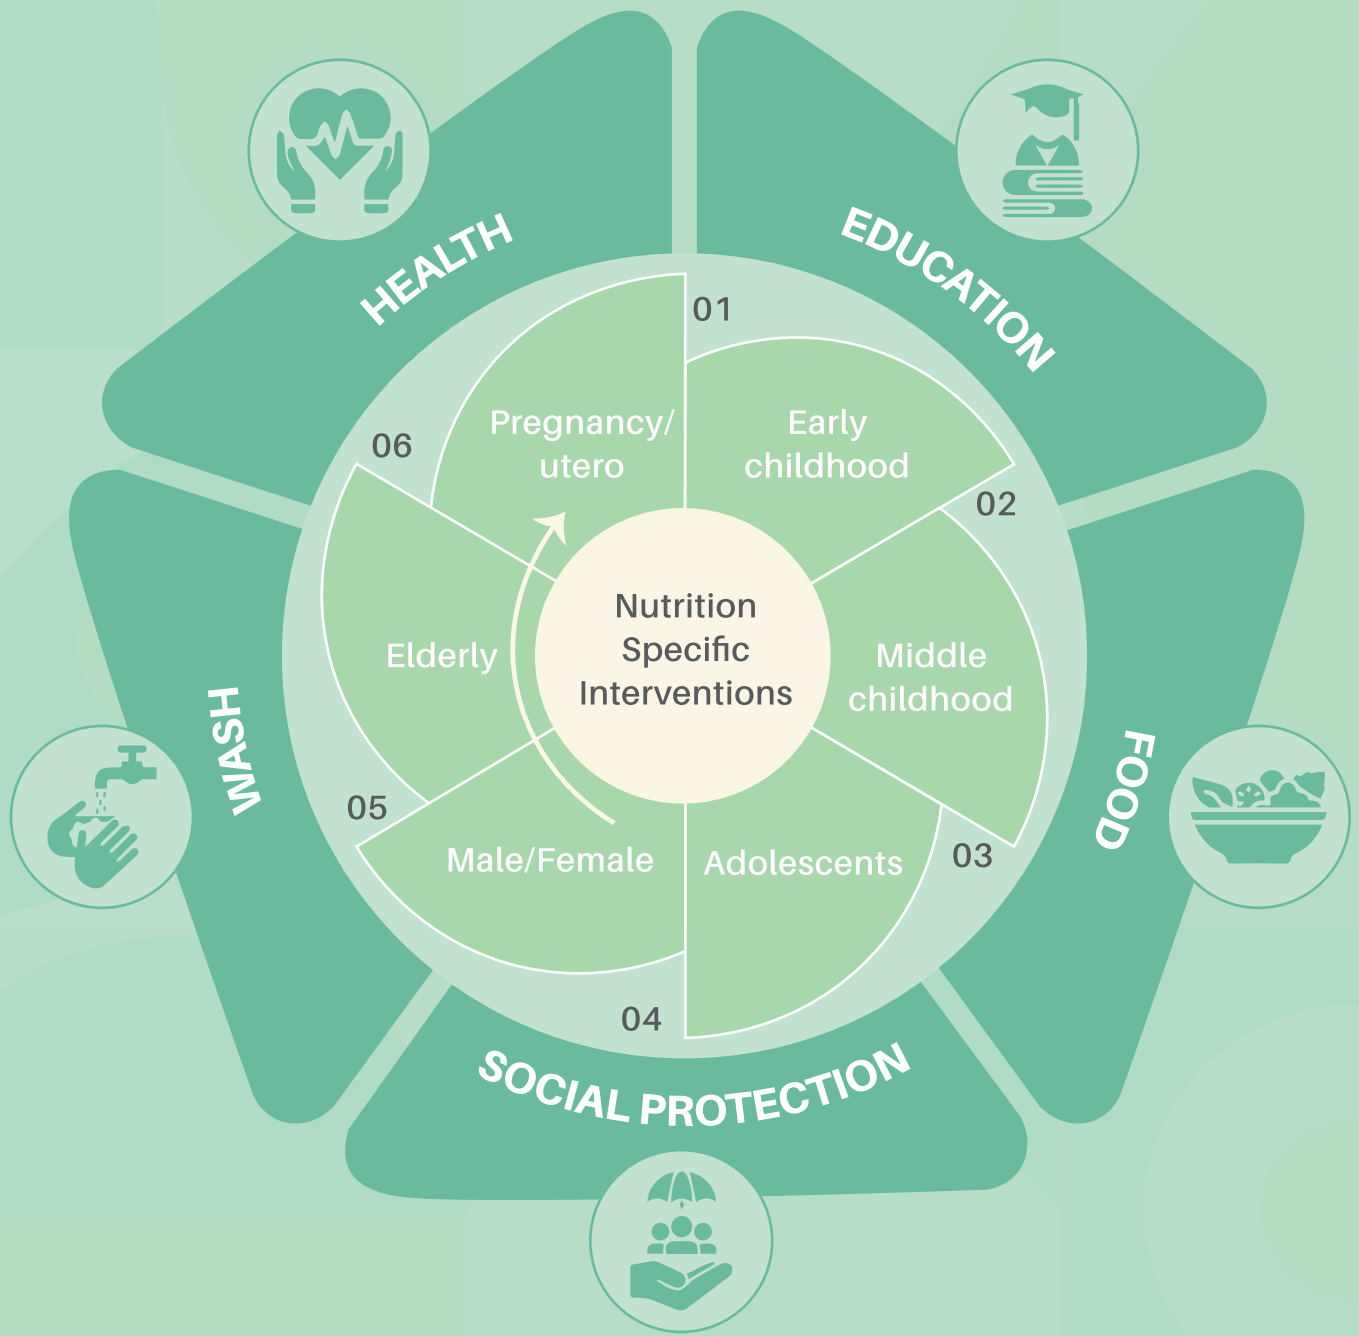 HEALTH
EDUCATION
01
Pregnancy/
utero
Early
childhood
06
02
Nutrition
Specific
Interventions
Elderly
Middle
childhood
WASH
FOOD
05
03
Male/Female
Adolescents
04
SOCIAL PROTECTION